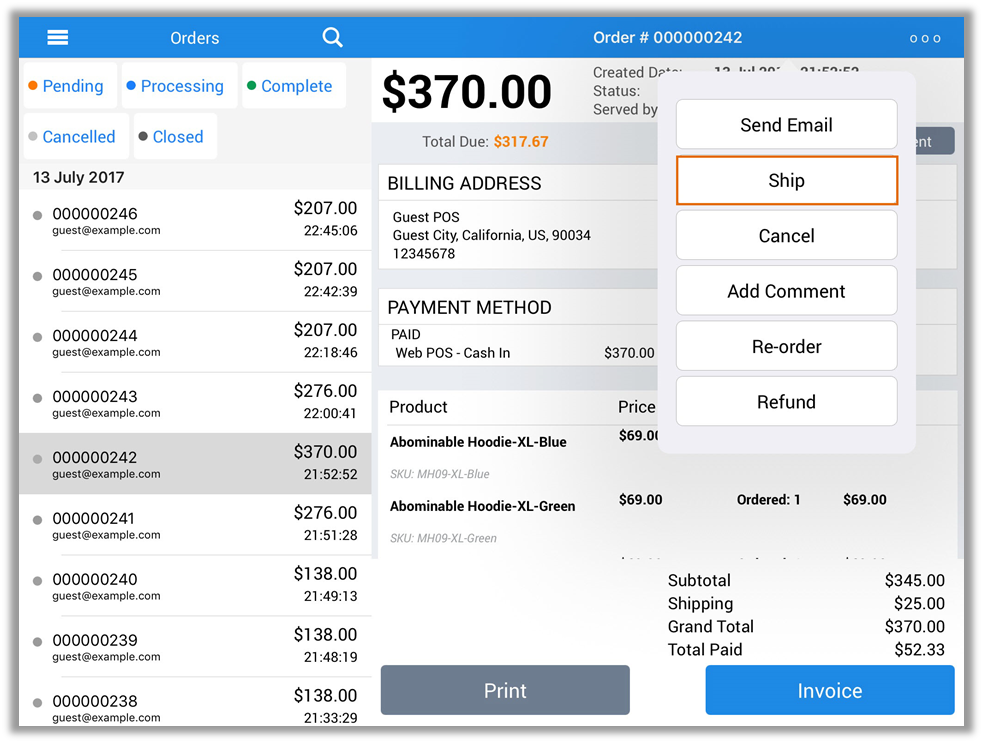 Orders
Order # 000000242
Pending
Processing
Complete
Cancelled
Closed
13 July 2017
000000246 $207.00
guest@example.com 22:45:06
000000245 $207.00
guest@example.com 22:42:39
000000244 $207.00
guest@example.com 22:18:46
000000243 $276.00
guest@example.com 22:00:41
000000242 $370.00
guest@example.com 21:52:52
000000241 $276.00
guest@example.com 21:51:28
000000240 $138.00
guest@example.com 21:49:13
000000239 $138.00
guest@example.com 21:48:19
000000238 $138.00
guest@example.com 21:33:29
$370.00
Created Date:
Status:
Served by
Total Due: $317.67
BILLING ADDRESS
Guest POS
Guest City, California, US, 90034
12345678
PAYMENT METHOD
PAID
Web POS - Cash In $370.00
Product Price
Abominable Hoodie-XL-Blue $69.00
SKU: MH09-XL-Blue
Abominable Hoodie-XL-Green $69.00 Ordered: 1 $69.00
SKU: MH09-XL-Green
Send Email
Ship
Cancel
Add Comment
Re-order
Refund
Subtotal $345.00
Shipping $25.00
Grand Total $370.00
Total Paid $52.33
Print
Invoice